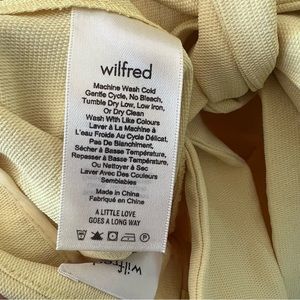 wilfred
Machine Wash Cold
Gentle Cycle, No Bleach,
Tumble Dry Low, Low Iron,
Or Dry Clean
Wash With Like Colours
Laver À La Machine À
L'eau Froide Au Cycle Délicat,
Pas De Blanchiment,
Sécher À Basse Température,
Repasser À Basse Température,
Ou Nettoyer À Sec
Laver Avec Des Couleurs
Semblables
Made in China
Fabriqué en Chine
A LITTLE LOVE
GOES A LONG WAY
P
wilfred